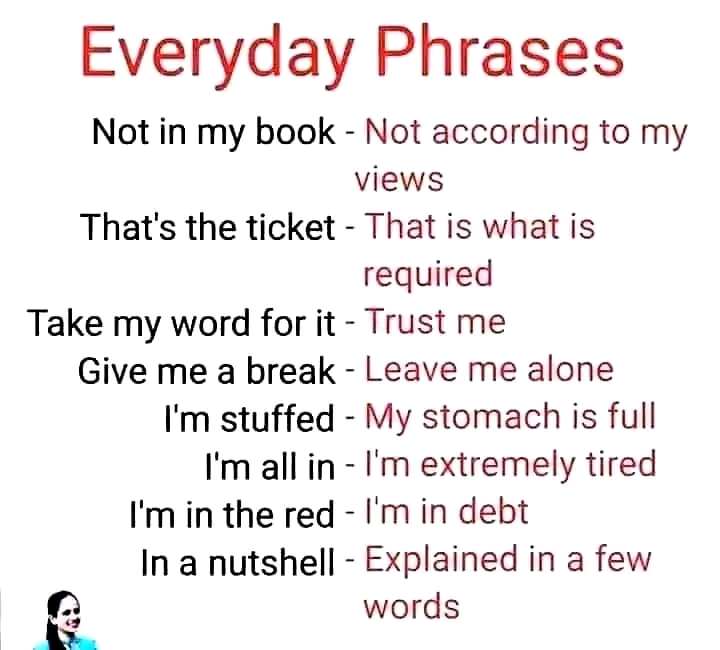 Everyday Phrases
Not in my book - Not according to my
views
That's the ticket - That is what is
required
Take my word for it - Trust me
Give me a break - Leave me alone
I'm stuffed - My stomach is full
I'm all in - I'm extremely tired
I'm in the red - I'm in debt
In a nutshell - Explained in a few
words